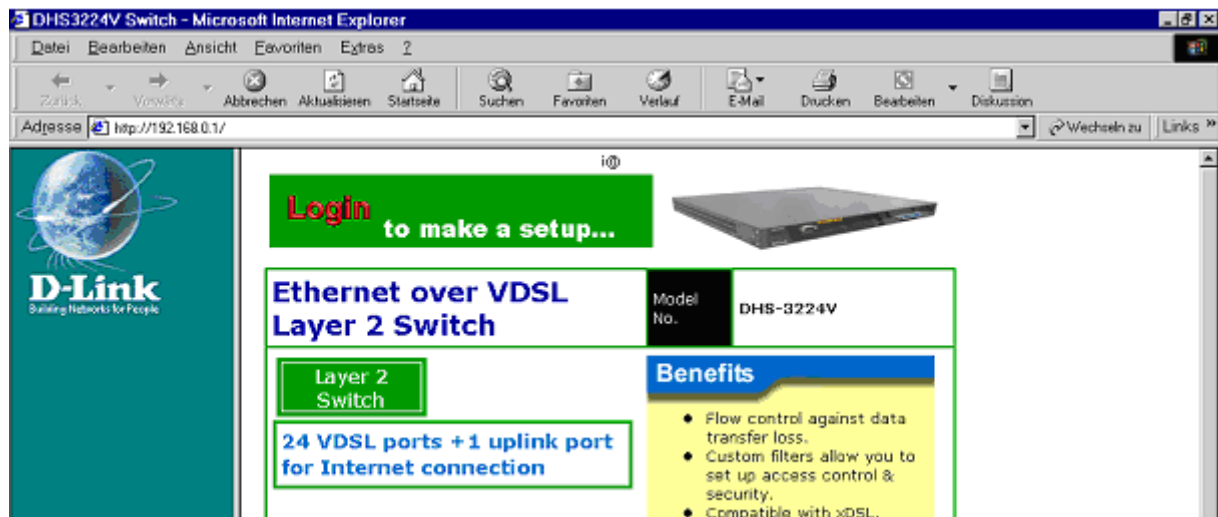 DHS3224V Switch - Microsoft Internet Explorer
Datei Bearbeiten Ansicht Favoriten Extras ?
Zurück Vorwärts Abbrechen Aktualisieren Startseite Suchen Favoriten Verlauf E-Mail Drucken Bearbeiten Diskussion
Adresse http://192.168.0.1/ Wechseln zu Links »
i@
Login
to make a setup...
D-Link
Building Networks for People
Ethernet over VDSL
Layer 2 Switch
Model
No.
DHS-3224V
Layer 2
Switch
24 VDSL ports +1 uplink port
for Internet connection
Benefits
Flow control against data
transfer loss.
Custom filters allow you to
set up access control &
security.
Compatible with xDSL.